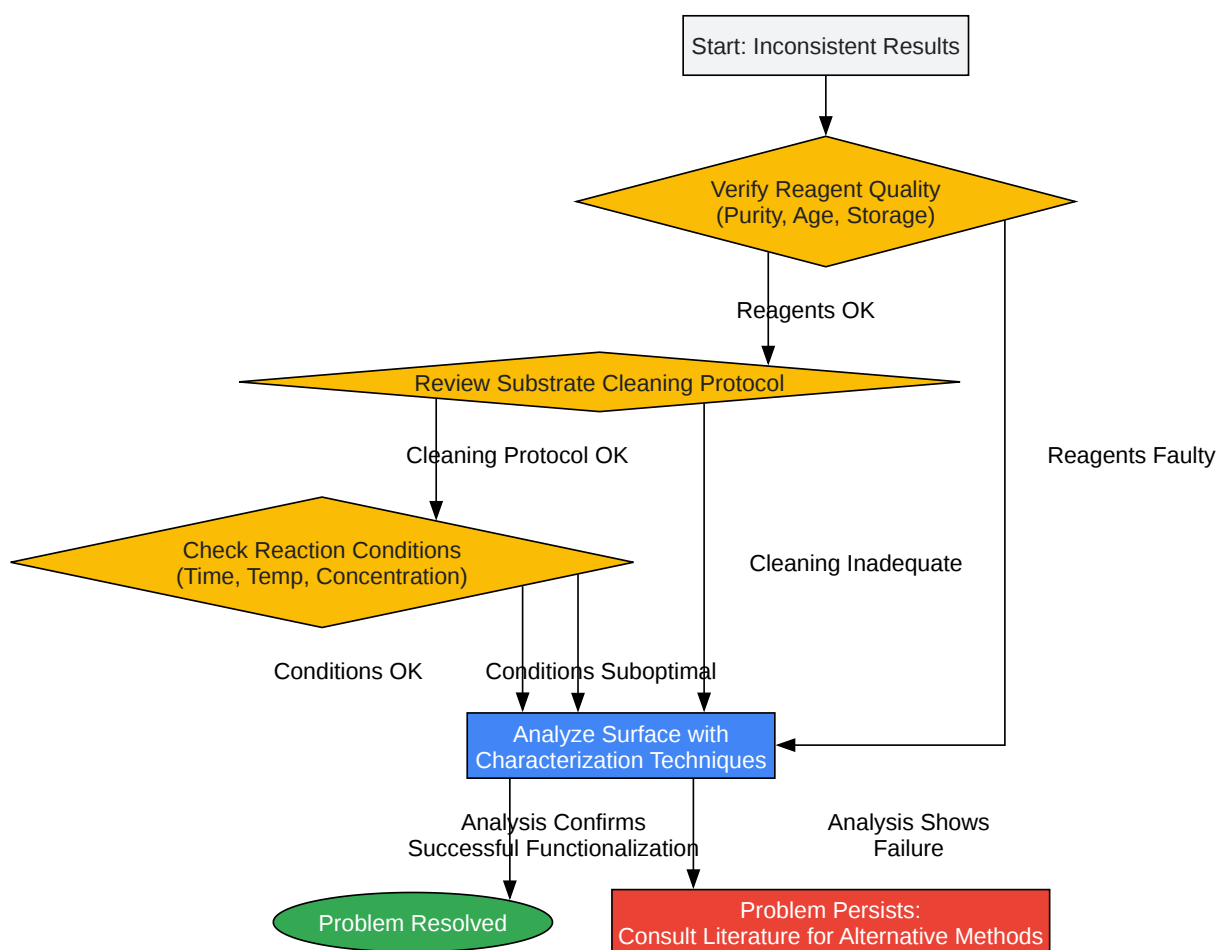 Start: Inconsistent Results
Verify Reagent Quality
(Purity, Age, Storage)
Reagents OK
Review Substrate Cleaning Protocol
Cleaning Protocol OK
Reagents Faulty
Check Reaction Conditions
(Time, Temp, Concentration)
Cleaning Inadequate
Conditions OK
Conditions Suboptimal
Analyze Surface with
Characterization Techniques
Analysis Confirms
Successful Functionalization
Analysis Shows
Failure
Problem Resolved
Problem Persists:
Consult Literature for Alternative Methods